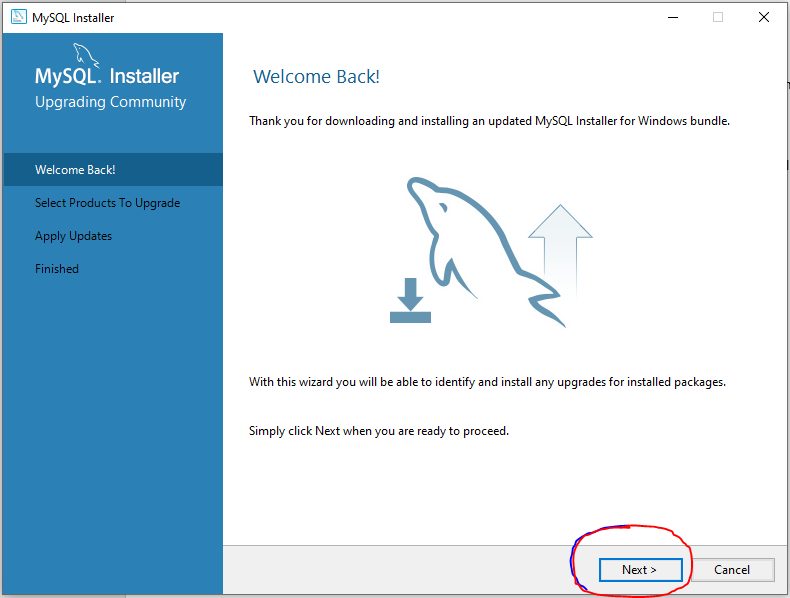 MySQL Installer
MySQL. Installer
Upgrading Community
Welcome Back!
Select Products To Upgrade
Apply Updates
Finished
Welcome Back!
Thank you for downloading and installing an updated MySQL Installer for Windows bundle.
With this wizard you will be able to identify and install any upgrades for installed packages.
Simply click Next when you are ready to proceed.
Next >
Cancel